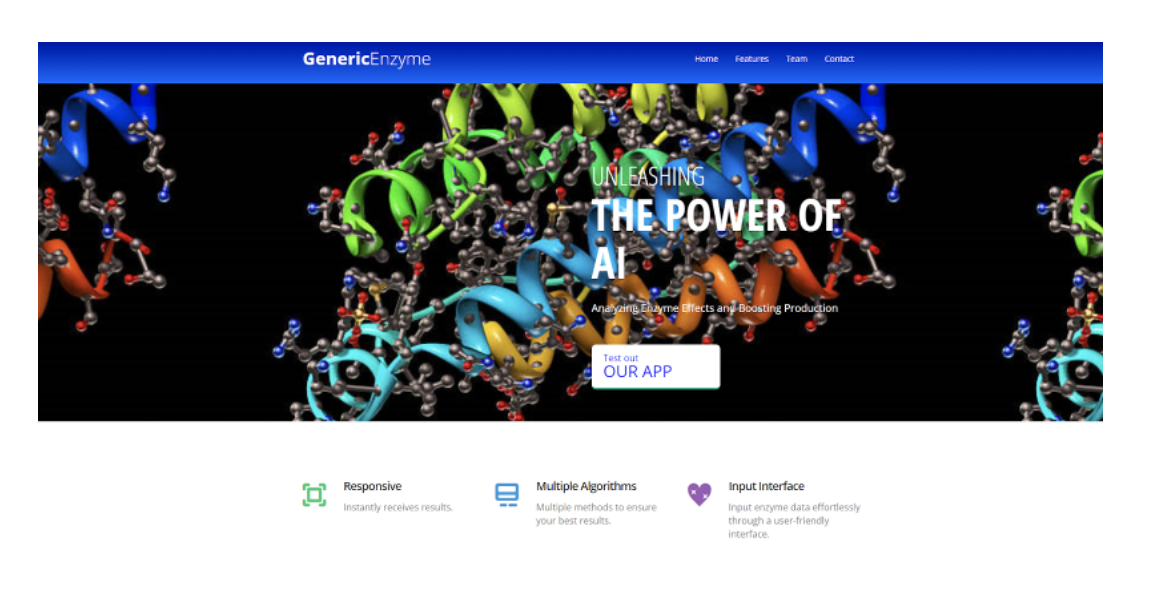 GenericEnzyme
Home Features Team Contact
UNLEASHING
THE POWER OF
AI
Analyzing Enzyme Effects and Boosting Production
Test out
OUR APP
Responsive
Instantly receives results.
Multiple Algorithms
Multiple methods to ensure
your best results.
Input Interface
Input enzyme data effortlessly
through a user-friendly
interface.